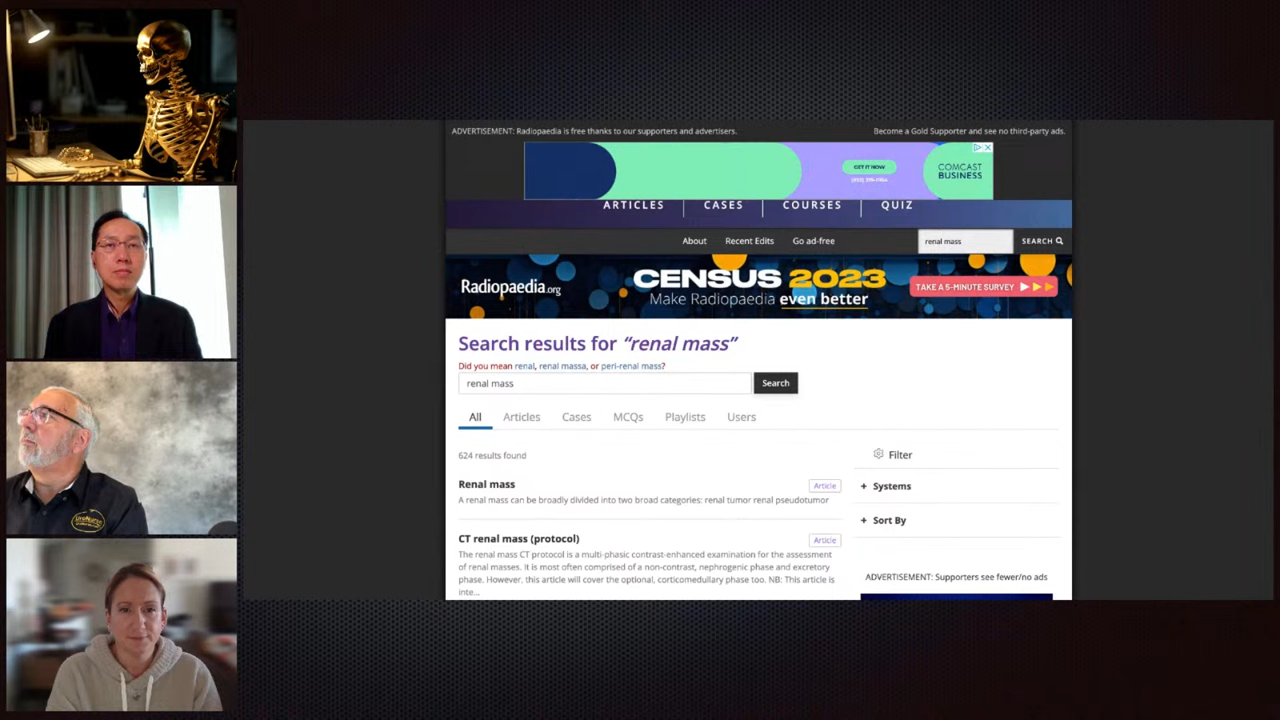 ADVERTISEMENT: Radiopaedia is free thanks to our supporters and advertisers.
Become a Gold Supporter and see no third-party ads.
GET IT NOW
COMCAST
BUSINESS
ARTICLES
CASES
COURSES
QUIZ
About
Recent Edits
Go ad-free
renal mass
SEARCH
Radiopaedia.org
CENSUS 2023
Make Radiopaedia even better
TAKE A 5-MINUTE SURVEY
Search results for “renal mass”
Did you mean renal, renal massa, or peri-renal mass?
renal mass
Search
All
Articles
Cases
MCQs
Playlists
Users
624 results found
Filter
Renal mass
Article
A renal mass can be broadly divided into two broad categories: renal tumor renal pseudotumor
+ Systems
+ Sort By
CT renal mass (protocol)
Article
The renal mass CT protocol is a multi-phasic contrast-enhanced examination for the assessment
of renal masses. It is most often comprised of a non-contrast, nephrogenic phase and excretory
phase. However, this article will cover the optional, corticomedullary phase too. NB: This article is
inte...
ADVERTISEMENT: Supporters see fewer/no ads